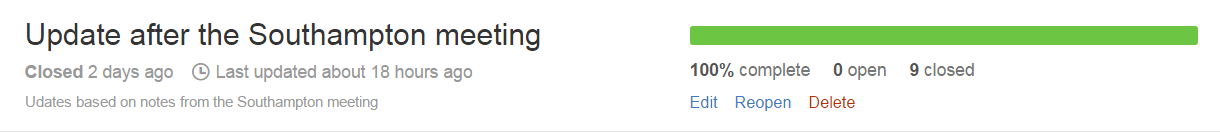 Update after the Southampton meeting
Closed 2 days ago Last updated about 18 hours ago
Udates based on notes from the Southampton meeting
100% complete 0 open 9 closed
Edit Reopen Delete